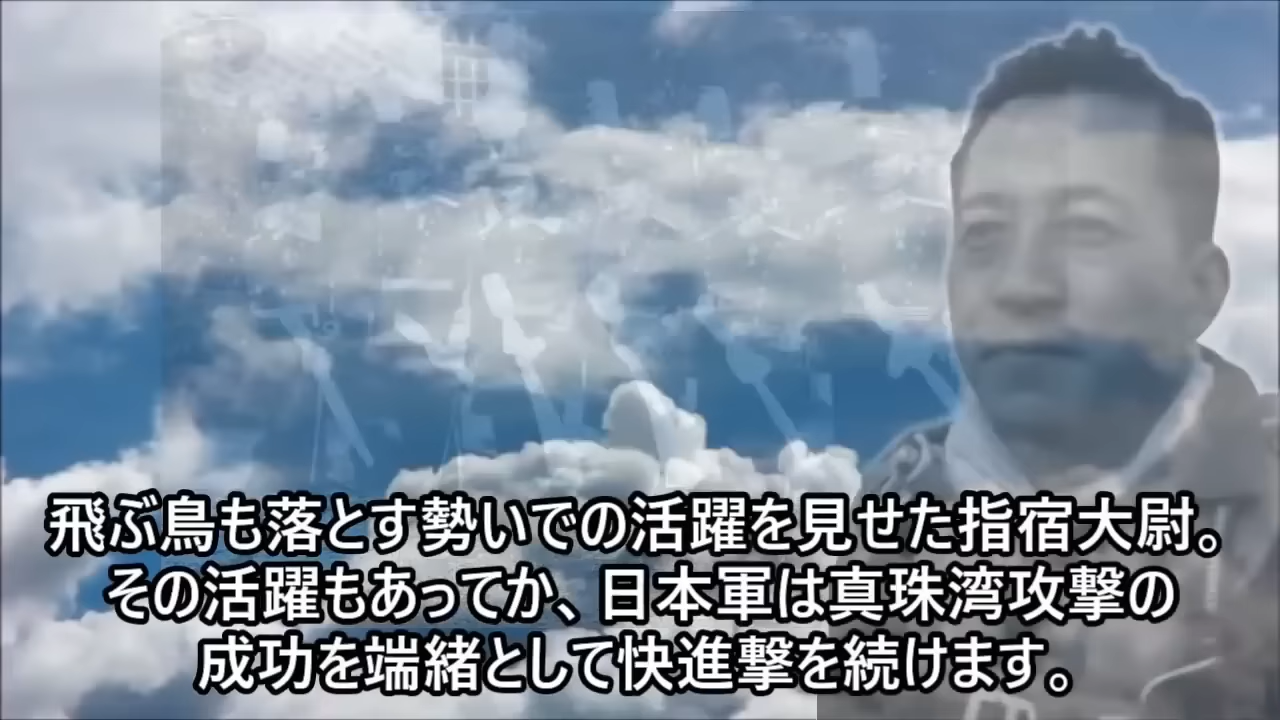 飛ぶ鳥も落とす勢いでの活躍を見せた指宿大尉。
その活躍もあってか、日本軍は真珠湾攻撃の
成功を端緒として快進撃を続けます。